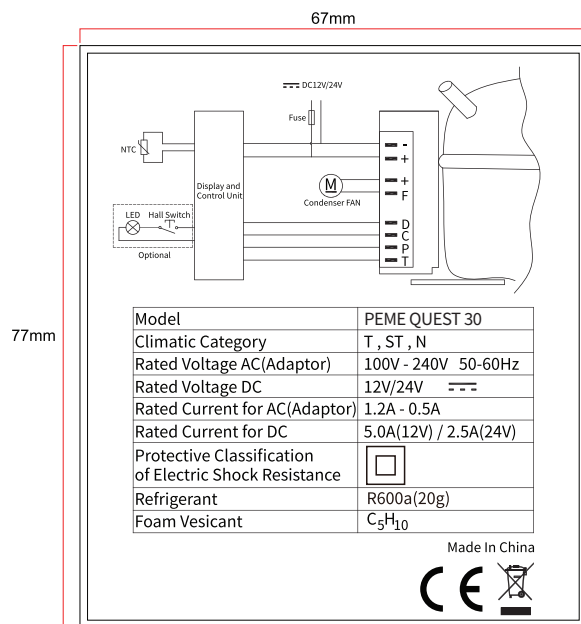 67mm
77mm
DC12V/24V
Fuse
NTC
Display and
Control Unit
M
Condenser FAN
-
+
+
F
D
C
P
T
LED Hall Switch
Optional
Model PEME QUEST 30
Climatic Category T , ST , N
Rated Voltage AC(Adaptor) 100V - 240V 50-60Hz
Rated Voltage DC 12V/24V
Rated Current for AC(Adaptor) 1.2A - 0.5A
Rated Current for DC 5.0A(12V) / 2.5A(24V)
Protective Classification
of Electric Shock Resistance
Refrigerant R600a(20g)
Foam Vesicant C5H10
Made In China
CE